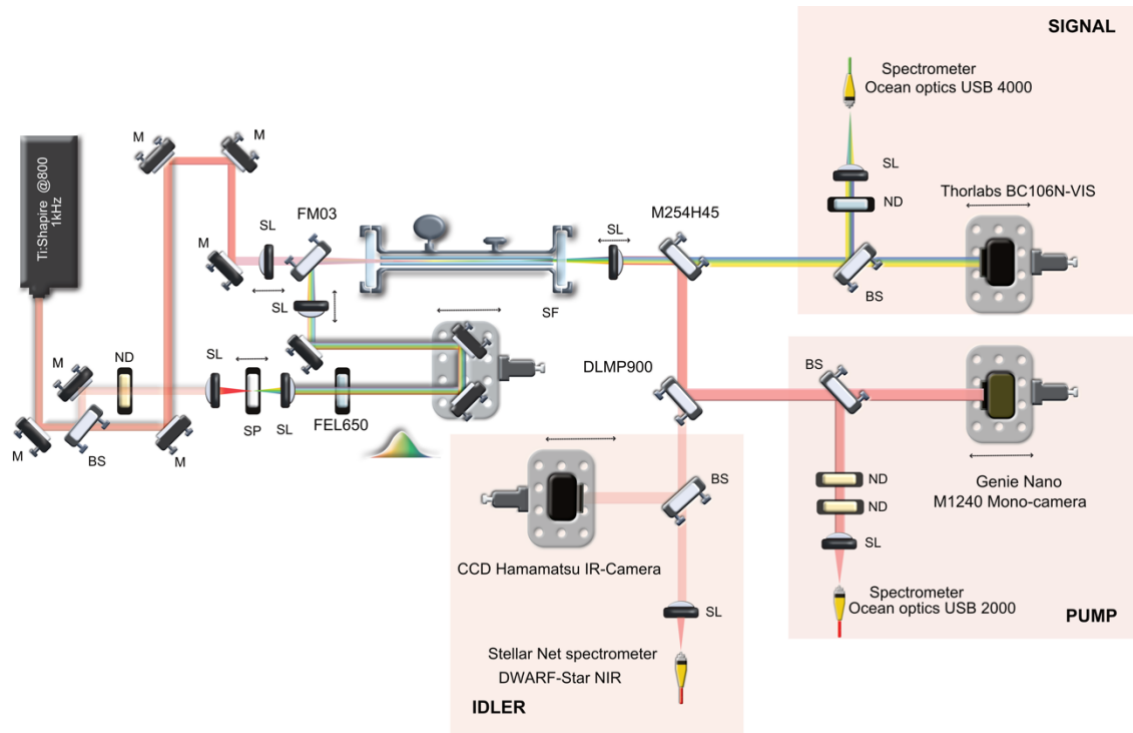 SIGNAL
Spectrometer
Ocean optics USB 4000
M
M
Ti:Shapire @800
1kHz
SL
ND
Thorlabs BC106N-VIS
FM03
M254H45
SL
SL
M
BS
SL
SF
DLMP900
BS
M
ND
SL
SP
SL
FEL650
M
BS
M
ND
ND
Genie Nano
M1240 Mono-camera
SL
BS
CCD Hamamatsu IR-Camera
Spectrometer
Ocean optics USB 2000
PUMP
SL
Stellar Net spectrometer
DWARF-Star NIR
IDLER